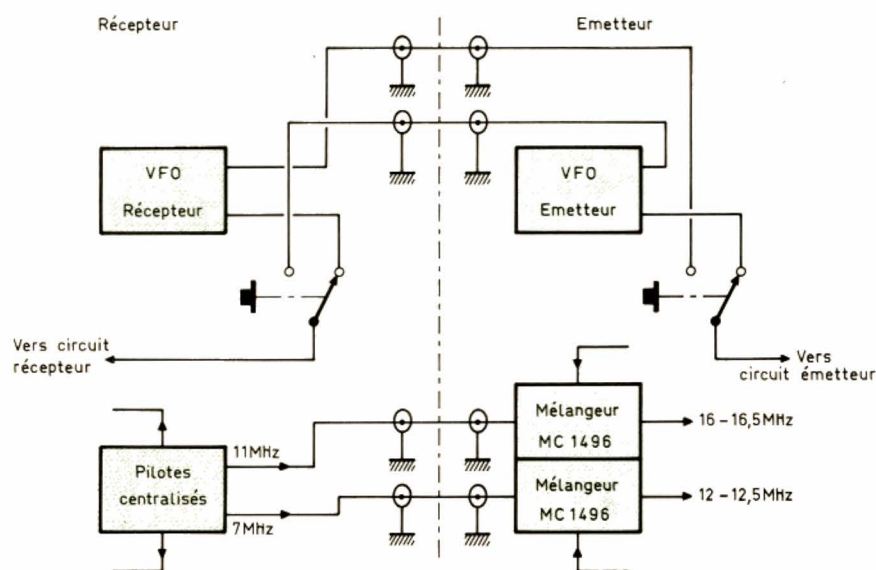 Récepteur
Emetteur
VFO
Récepteur
VFO
Emetteur
Vers circuit
récepteur
Vers
circuit émetteur
Pilotes
centralisés
11MHz
7MHz
Mélangeur
MC 1496
Mélangeur
MC 1496
16-16,5MHz
12-12,5MHz